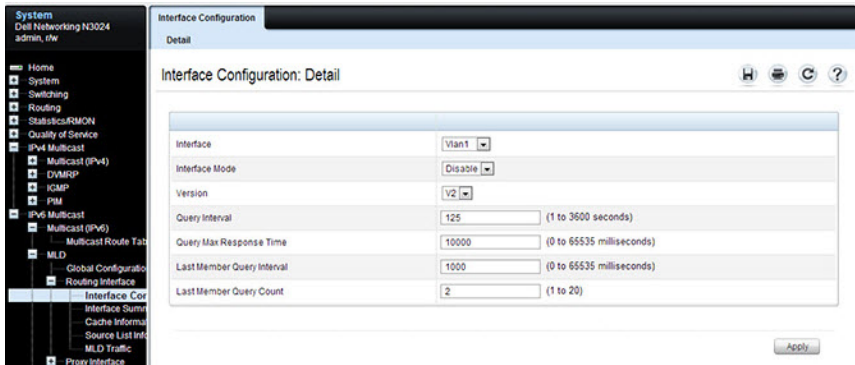 System
Dell Networking N3024
admin, r/w
Home
System
Switching
Routing
Statistics/RMON
Quality of Service
IPv4 Multicast
Multicast (IPv4)
DVMRP
IGMP
PIM
IPv6 Multicast
Multicast (IPv6)
Multicast Route Tab
MLD
Global Configuratio
Routing Interface
Interface Cor
Interface Summ
Cache Informa
Source List Info
MLD Traffic
Proxy Interface
Interface Configuration
Detail
Interface Configuration: Detail
Interface Vlan1
Interface Mode Disable
Version V2
Query Interval 125 (1 to 3600 seconds)
Query Max Response Time 10000 (0 to 65535 milliseconds)
Last Member Query Interval 1000 (0 to 65535 milliseconds)
Last Member Query Count 2 (1 to 20)
Apply